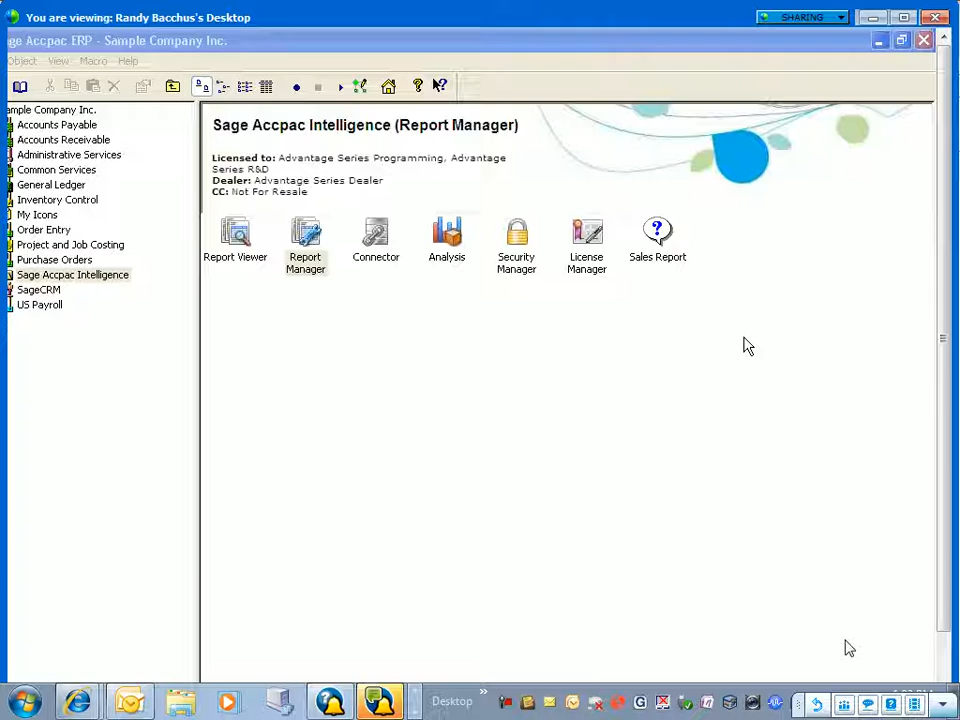 You are viewing: Randy Bacchus's Desktop
SHARING
ge Accpac ERP - Sample Company Inc.
Object View Macro Help
ample Company Inc.
Accounts Payable
Accounts Receivable
Administrative Services
Common Services
General Ledger
Inventory Control
My Icons
Order Entry
Project and Job Costing
Purchase Orders
Sage Accpac Intelligence
SageCRM
US Payroll
Sage Accpac Intelligence (Report Manager)
Licensed to: Advantage Series Programming, Advantage
Series R&D
Dealer: Advantage Series Dealer
CC: Not For Resale
Report Viewer
Report
Manager
Connector
Analysis
Security
Manager
License
Manager
Sales Report
Desktop